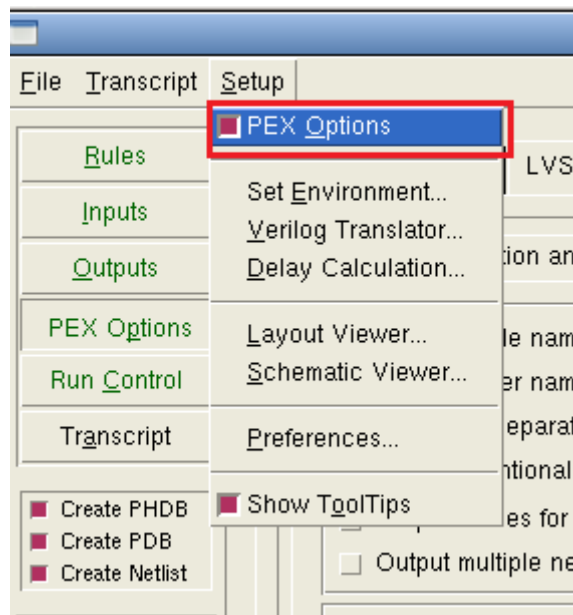 File Transcript Setup
PEX Options
Rules
LVS
Set Environment...
Inputs
Verilog Translator...
Outputs
Delay Calculation...
PEX Options
Layout Viewer...
Run Control
Schematic Viewer...
Transcript
Preferences...
Show ToolTips
Create PHDB
Create PDB
Create Netlist
es for
Output multiple ne
tion an
le nam
er nam
eparat
ntional